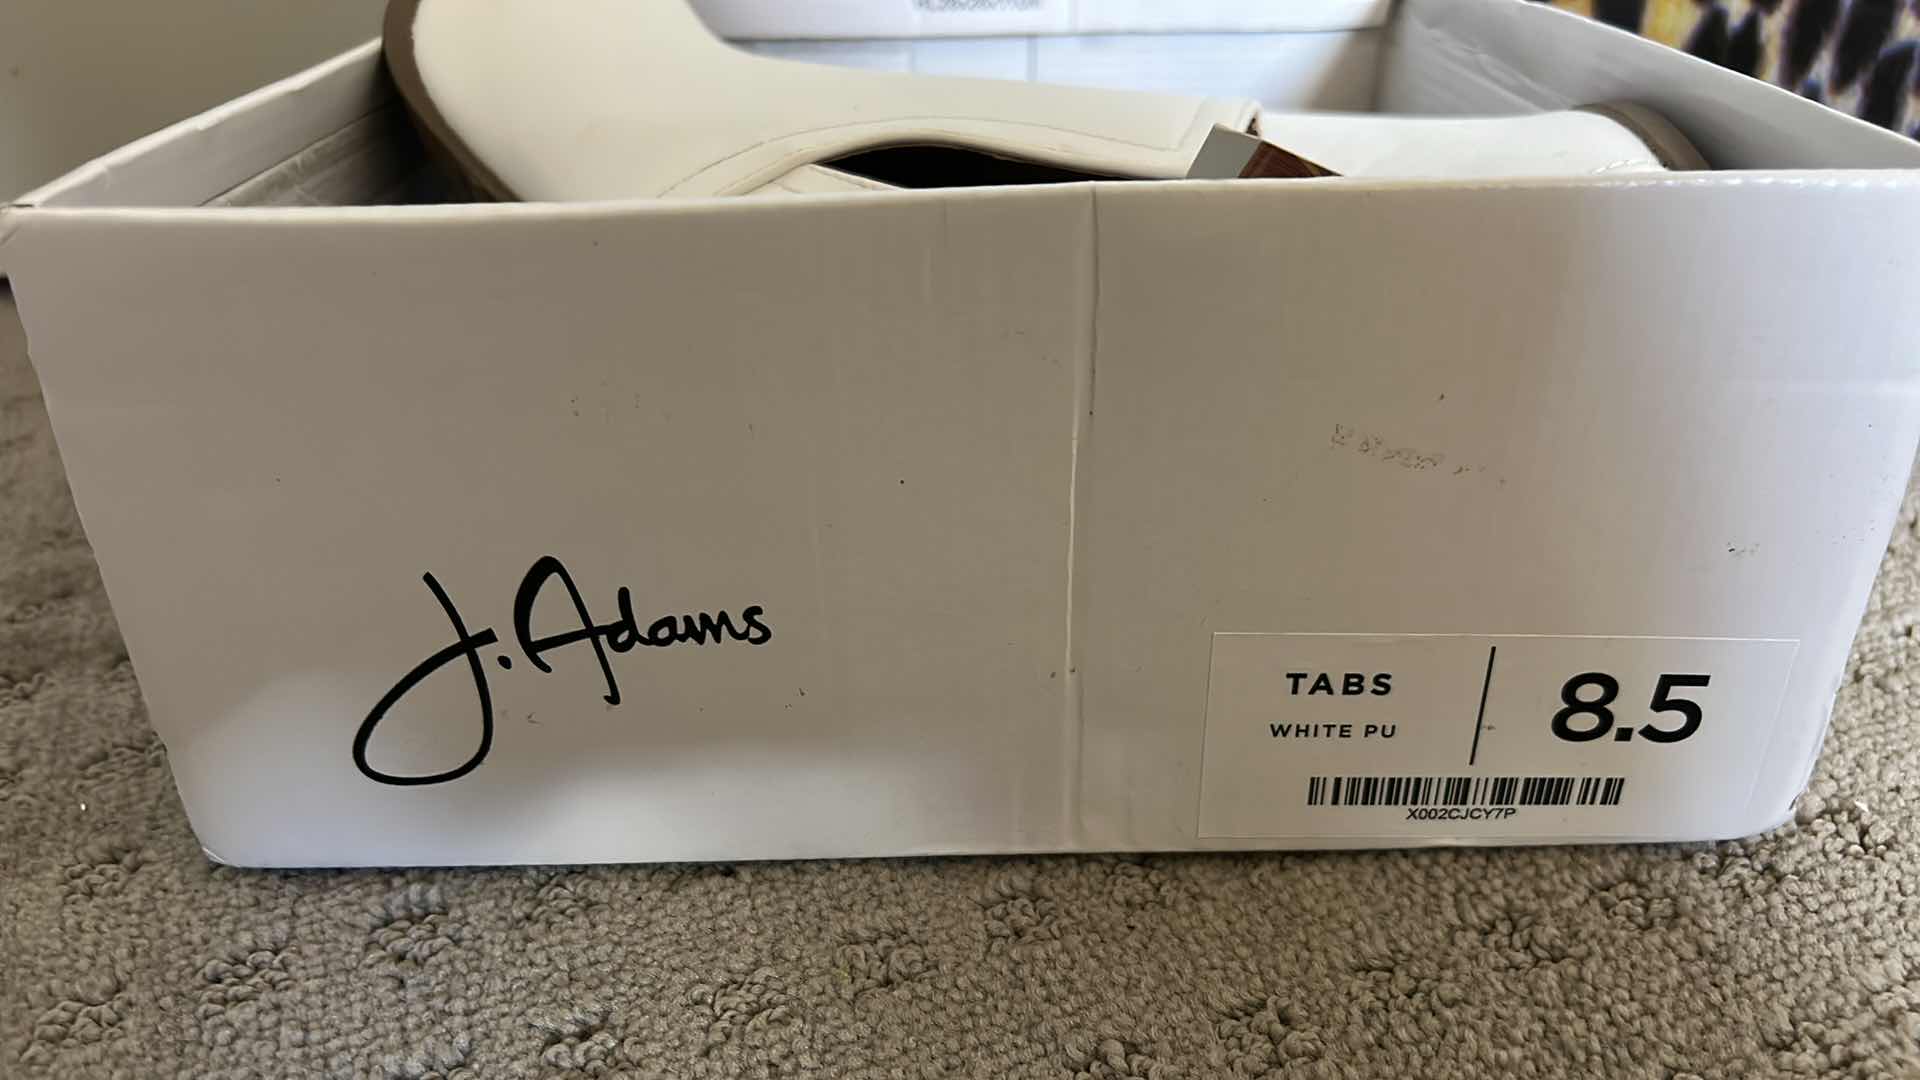 J. Adams
TABS
WHITE PU
8.5
X002CJCY7P